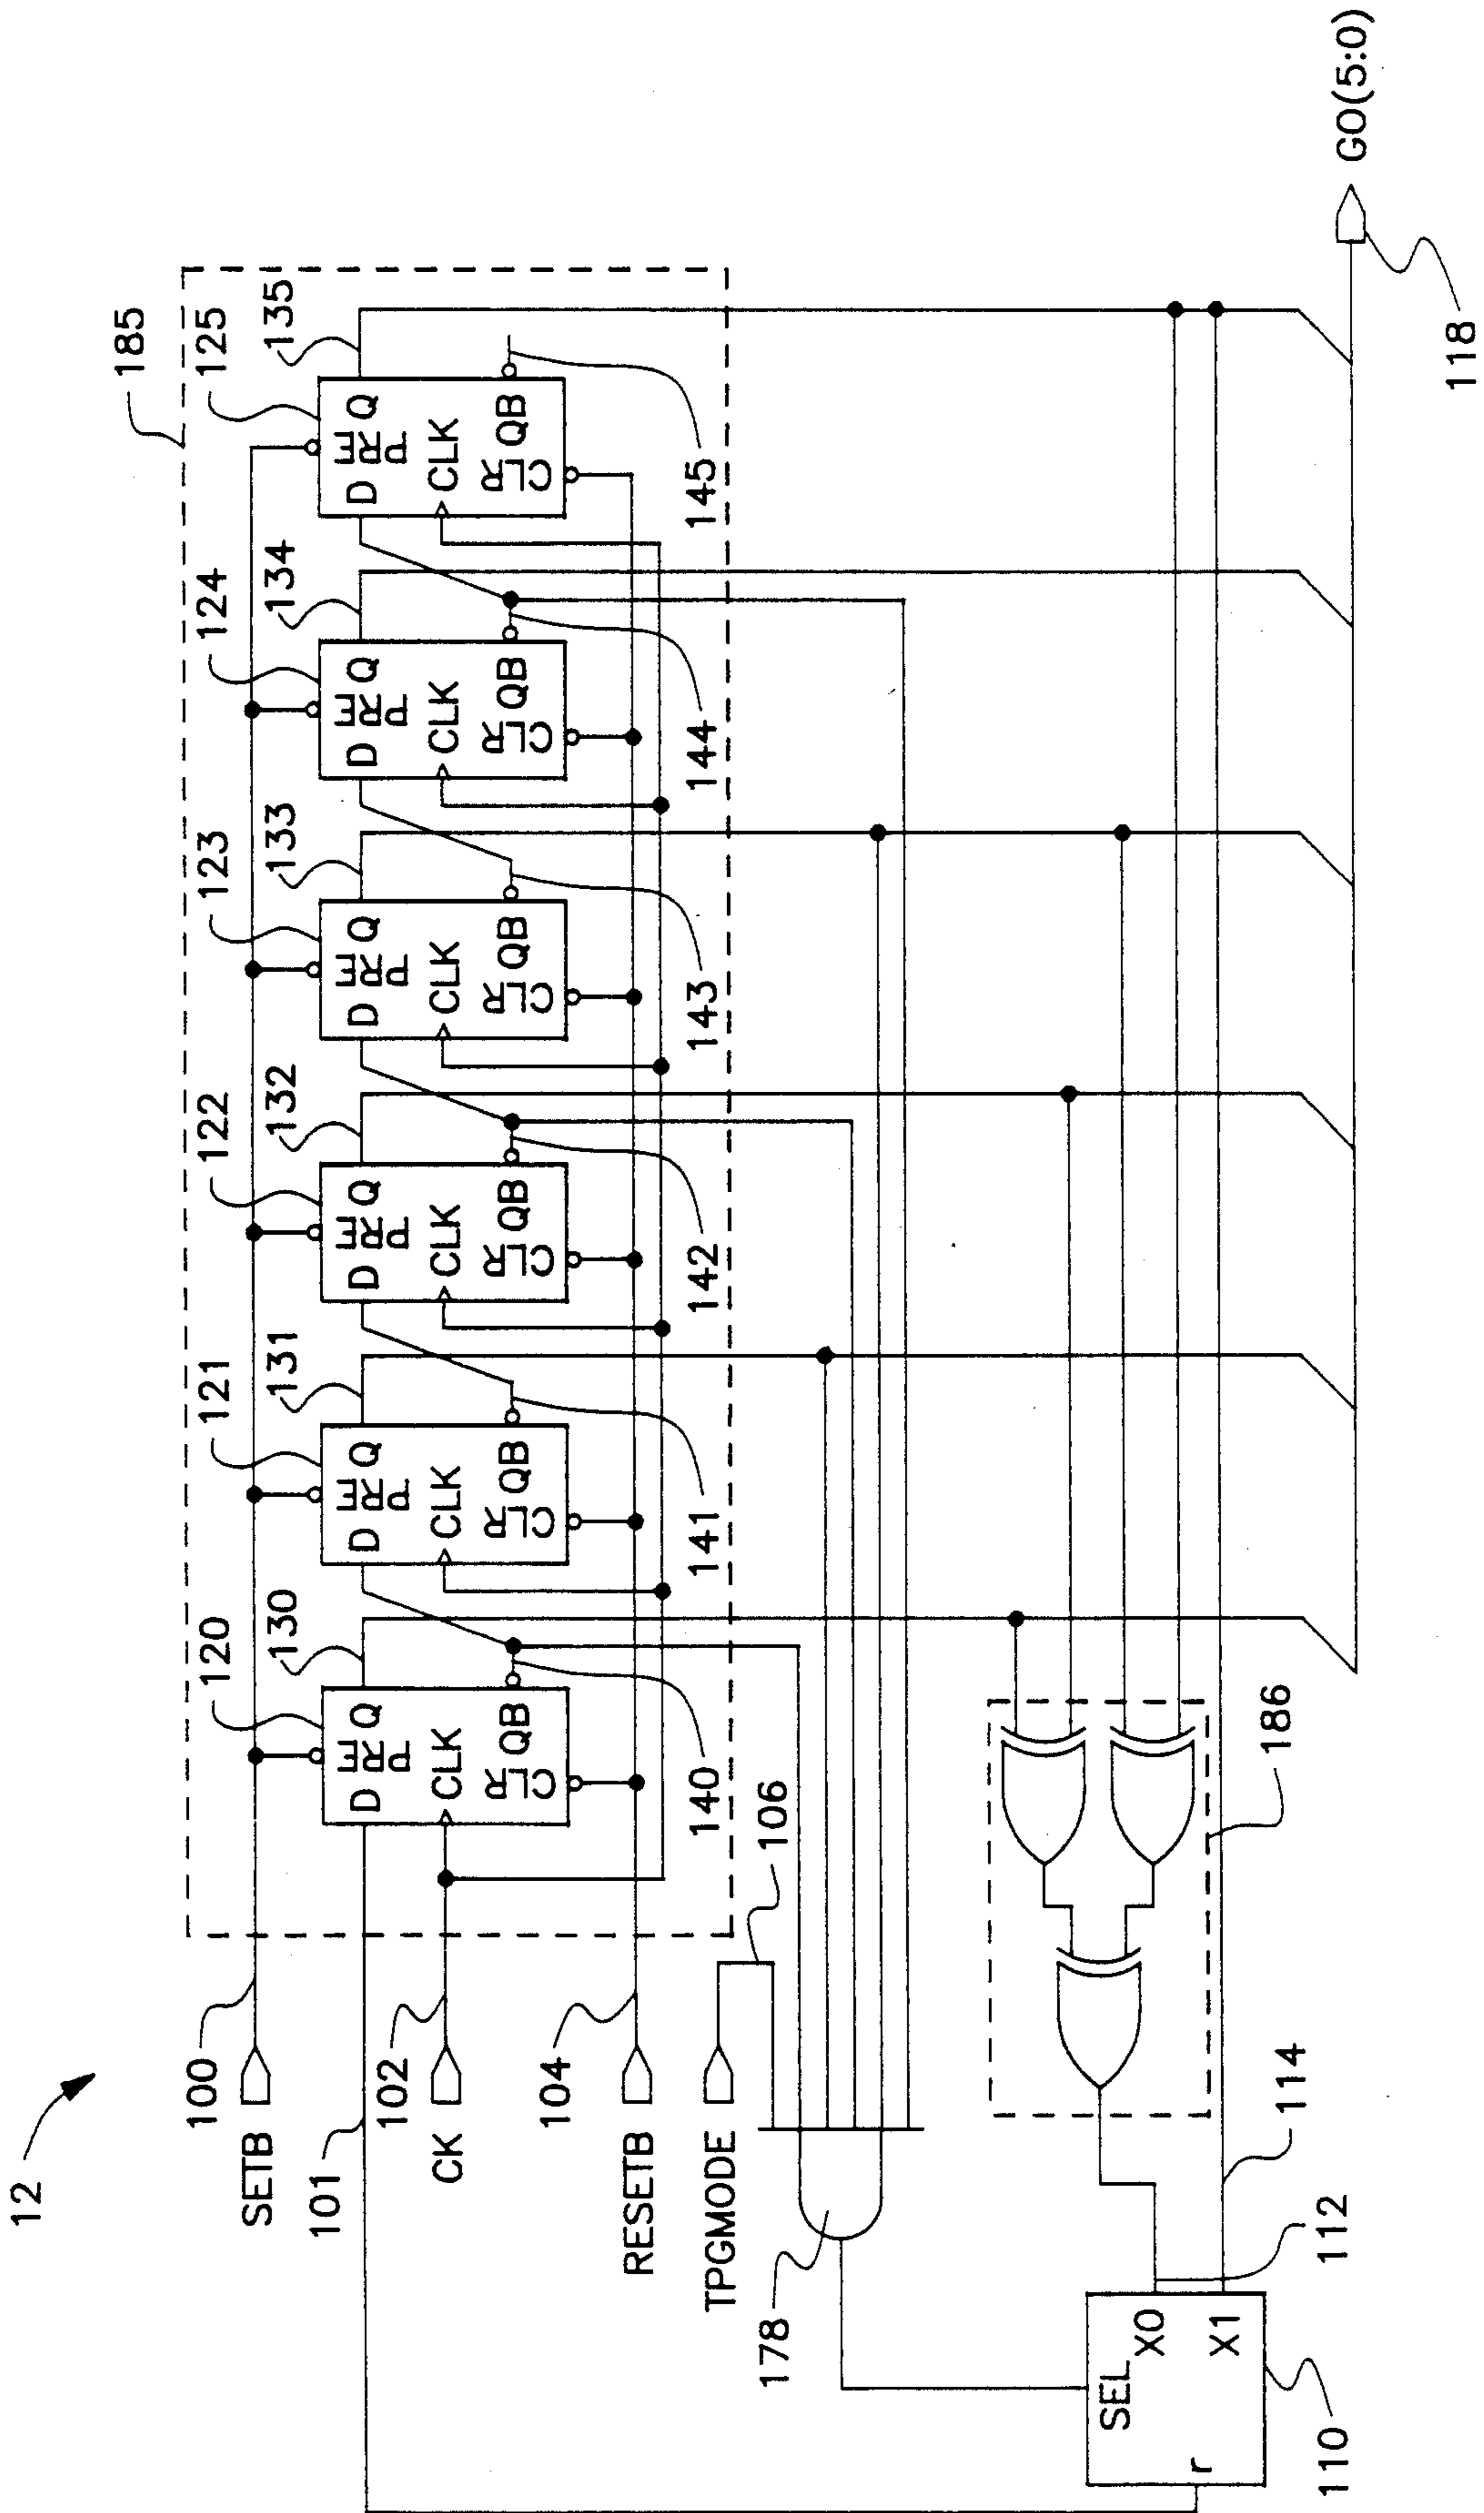 12
185
120
121
122
123
124
125
130
131
132
133
134
135
100
SETB
D PRE Q
CLK
CLR QB
D PRE Q
CLK
CLR QB
D PRE Q
CLK
CLR QB
D PRE Q
CLK
CLR QB
D PRE Q
CLK
CLR QB
D PRE Q
CLK
CLR QB
101
102
CK
104
RESETB
140
141
142
143
144
145
TPGMODE
106
178
186
114
112
SEL
X0
X1
r
110
118
GO(5:0)